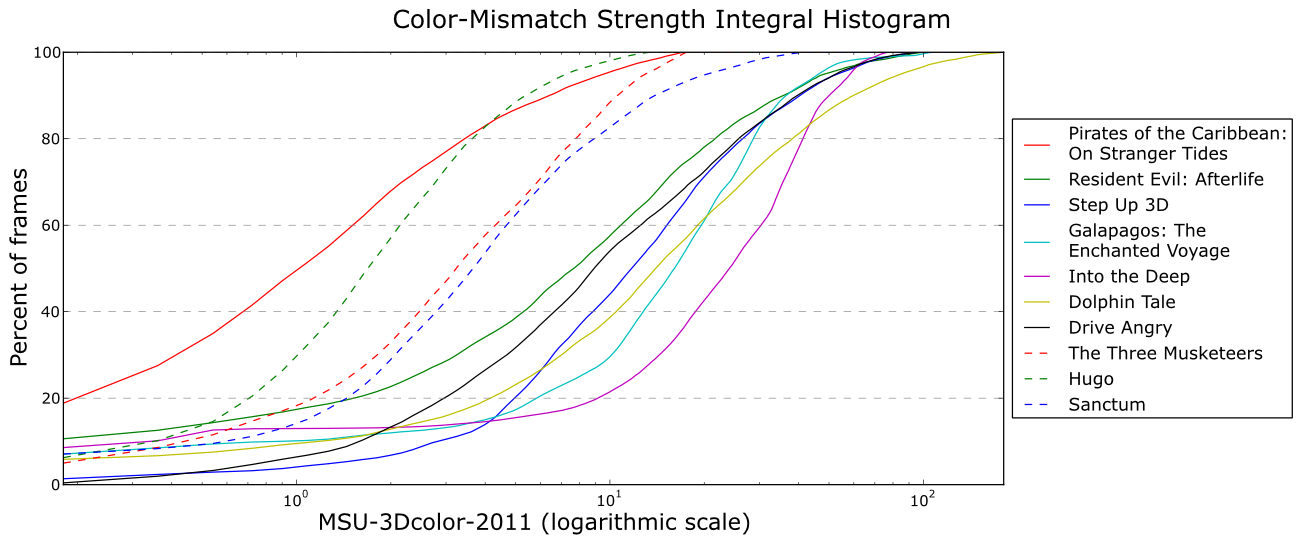 Color-Mismatch Strength Integral Histogram
100
80
60
40
20
0
Percent of frames
10⁰
10¹
10²
MSU-3Dcolor-2011 (logarithmic scale)
Pirates of the Caribbean:
On Stranger Tides
Resident Evil: Afterlife
Step Up 3D
Galapagos: The
Enchanted Voyage
Into the Deep
Dolphin Tale
Drive Angry
The Three Musketeers
Hugo
Sanctum